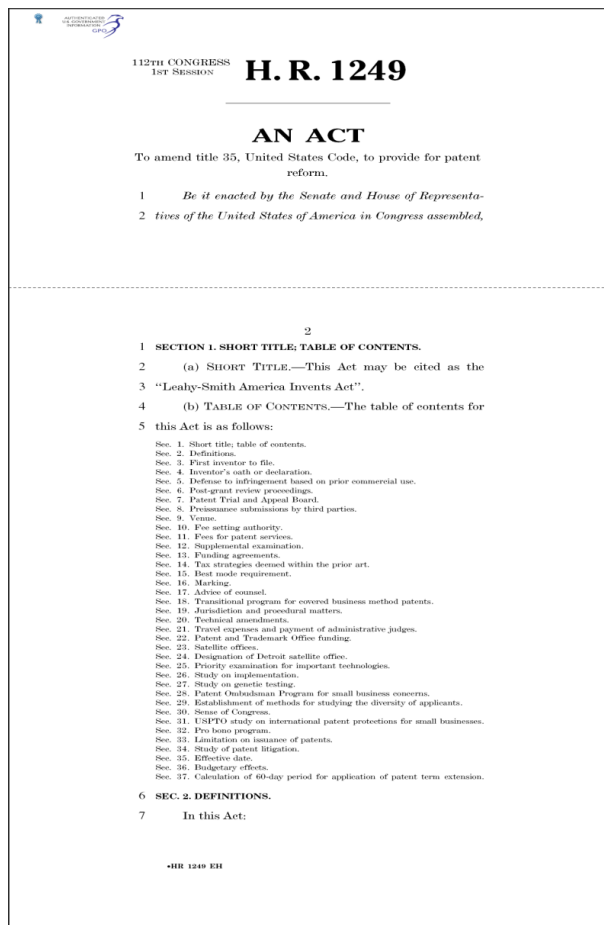 AUTHENTICATED
U.S. GOVERNMENT
INFORMATION
GPO
112TH CONGRESS
1ST SESSION
H. R. 1249
AN ACT
To amend title 35, United States Code, to provide for patent
reform.
1 Be it enacted by the Senate and House of Representa-
2 tives of the United States of America in Congress assembled,
2
1 SECTION 1. SHORT TITLE; TABLE OF CONTENTS.
2 (a) SHORT TITLE.—This Act may be cited as the
3 ‘‘Leahy-Smith America Invents Act’’.
4 (b) TABLE OF CONTENTS.—The table of contents for
5 this Act is as follows:
Sec. 1. Short title; table of contents.
Sec. 2. Definitions.
Sec. 3. First inventor to file.
Sec. 4. Inventor's oath or declaration.
Sec. 5. Defense to infringement based on prior commercial use.
Sec. 6. Post-grant review proceedings.
Sec. 7. Patent Trial and Appeal Board.
Sec. 8. Preissuance submissions by third parties.
Sec. 9. Venue.
Sec. 10. Fee setting authority.
Sec. 11. Fees for patent services.
Sec. 12. Supplemental examination.
Sec. 13. Funding agreements.
Sec. 14. Tax strategies deemed within the prior art.
Sec. 15. Best mode requirement.
Sec. 16. Marking.
Sec. 17. Advice of counsel.
Sec. 18. Transitional program for covered business method patents.
Sec. 19. Jurisdiction and procedural matters.
Sec. 20. Technical amendments.
Sec. 21. Travel expenses and payment of administrative judges.
Sec. 22. Patent and Trademark Office funding.
Sec. 23. Satellite offices.
Sec. 24. Designation of Detroit satellite office.
Sec. 25. Priority examination for important technologies.
Sec. 26. Study on implementation.
Sec. 27. Study on genetic testing.
Sec. 28. Patent Ombudsman Program for small business concerns.
Sec. 29. Establishment of methods for studying the diversity of applicants.
Sec. 30. Sense of Congress.
Sec. 31. USPTO study on international patent protections for small businesses.
Sec. 32. Pro bono program.
Sec. 33. Limitation on issuance of patents.
Sec. 34. Study of patent litigation.
Sec. 35. Effective date.
Sec. 36. Budgetary effects.
Sec. 37. Calculation of 60-day period for application of patent term extension.
6 SEC. 2. DEFINITIONS.
7 In this Act:
•HR 1249 EH